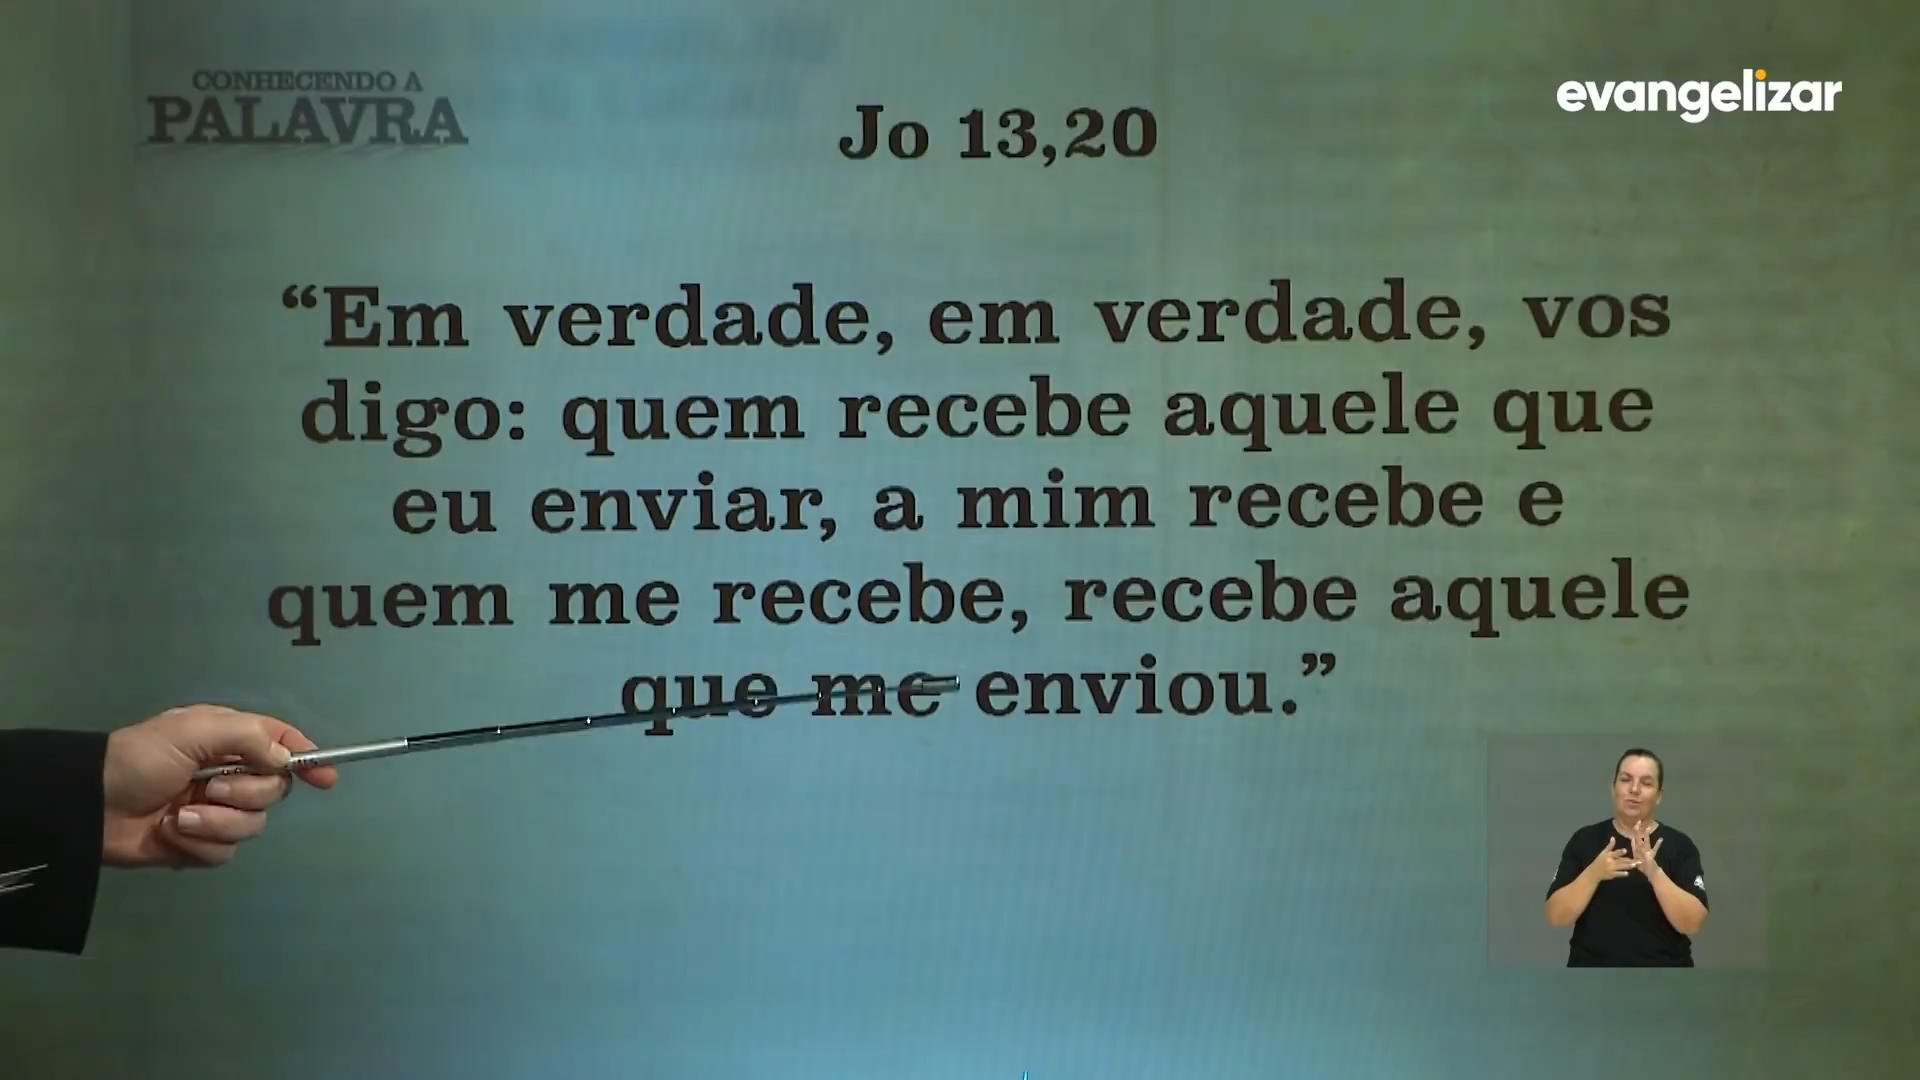 CONHECENDO A
PALAVRA
evangelizar
Jo 13,20
“Em verdade, em verdade, vos
digo: quem recebe aquele que
eu enviar, a mim recebe e
quem me recebe, recebe aquele
que me enviou.”